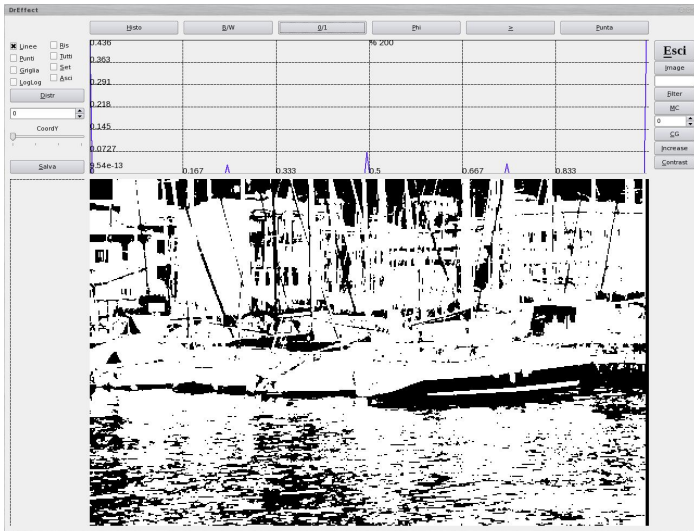 DrEffect
Histo B/W 0/1 Phi ≥ Punta
Linee Ris
Punti Tutti
Griglia Set
LogLog Asci
Distr
0
CoordY
Salva
0.436 % 200
0.363
0.291
0.218
0.145
0.0727
9.54e-13 0.167 0.333 0.5 0.667 0.833
Esci
Image
Filter
MC
0
CG
Increase
Contrast